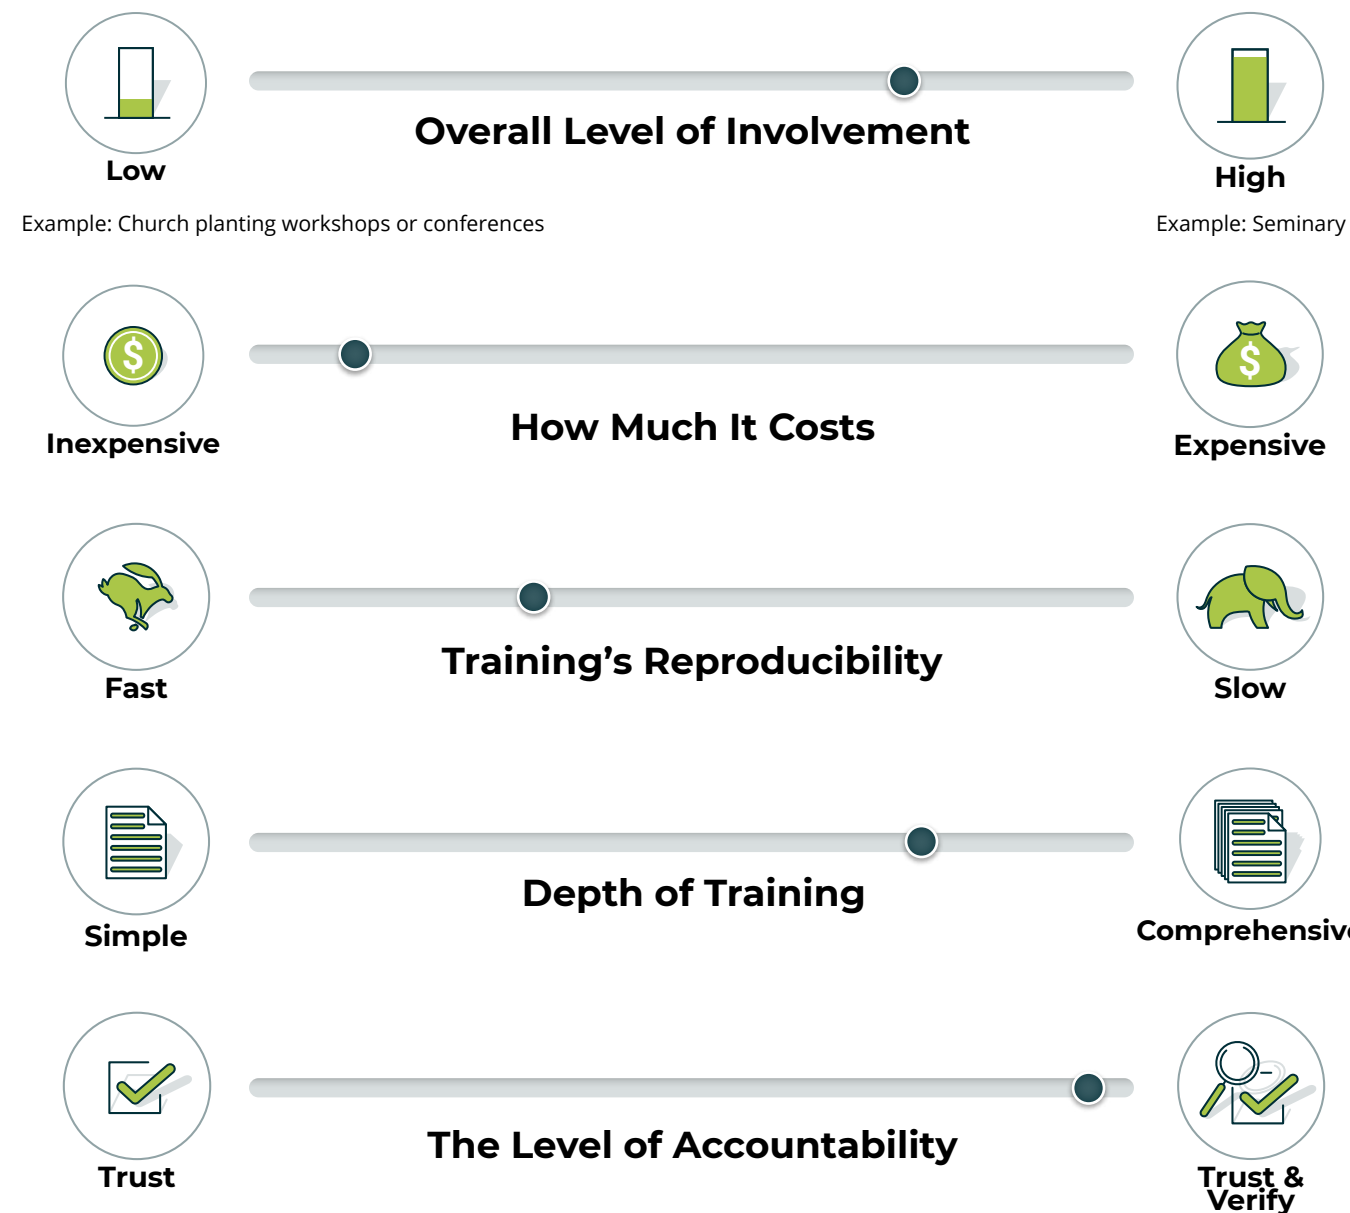 Overall Level of Involvement
Low
High
Example: Church planting workshops or conferences
Example: Seminary
$
$
How Much It Costs
Inexpensive
Expensive
Training’s Reproducibility
Fast
Slow
Depth of Training
Simple
Comprehensive
The Level of Accountability
Trust
Trust &
Verify